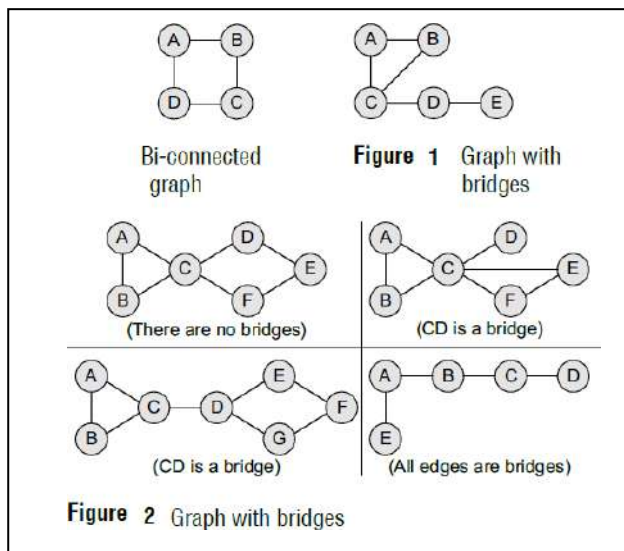 A B
D C
Bi-connected
graph
A B
C D E
Figure 1 Graph with
bridges
A D
C E
B F
(There are no bridges)
A D
C E
B F
(CD is a bridge)
A E
C D F
B G
(CD is a bridge)
A B C D
E
(All edges are bridges)
Figure 2 Graph with bridges